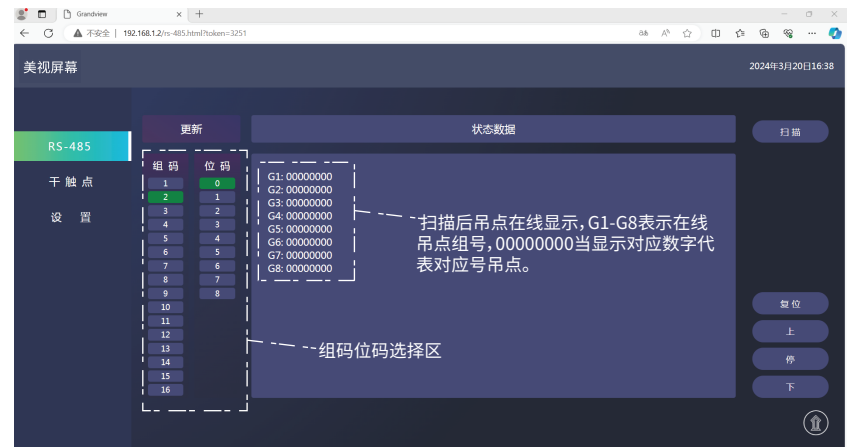 Grandview
不安全 | 192.168.1.2/rs-485.html?token=3251
美视屏幕
2024年3月20日16:38
RS-485
干触点
设 置
更新
状态数据
扫描
组 码
位 码
1
2
3
4
5
6
7
8
9
10
11
12
13
14
15
16
0
1
2
3
4
5
6
7
8
G1: 00000000
G2: 00000000
G3: 00000000
G4: 00000000
G5: 00000000
G6: 00000000
G7: 00000000
G8: 00000000
扫描后吊点在线显示，G1-G8表示在线
吊点组号，00000000当显示对应数字代
表对应号吊点。
组码位码选择区
复位
上
停
下